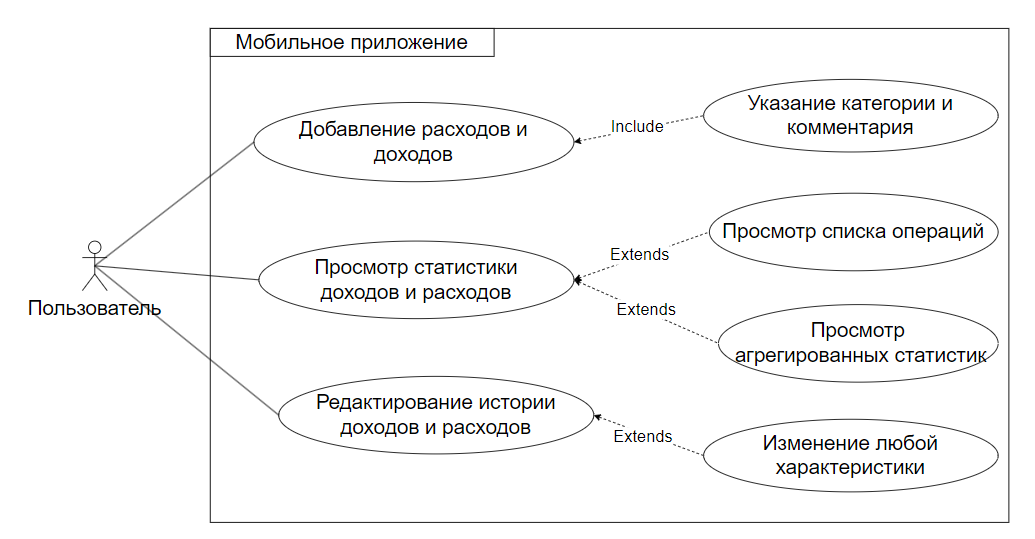 Мобильное приложение
Добавление расходов и
доходов
Include
Указание категории и
комментария
Просмотр списка операций
Extends
Просмотр статистики
доходов и расходов
Extends
Просмотр
агрегированных статистик
Пользователь
Редактирование истории
доходов и расходов
Extends
Изменение любой
характеристики